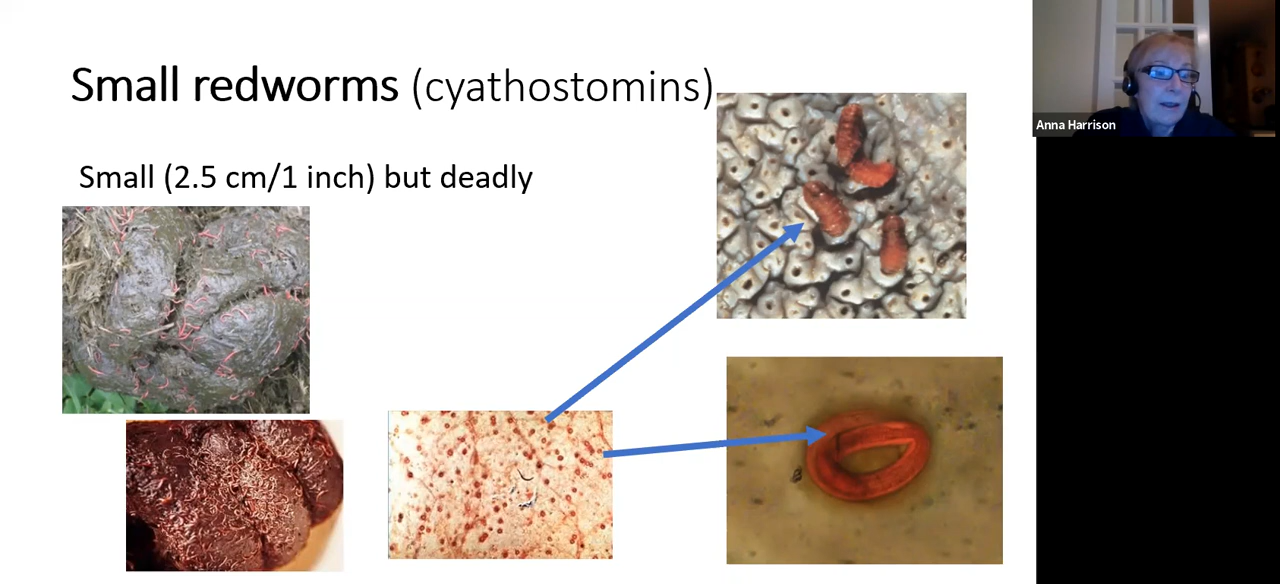 Small redworms (cyathostomins)
Small (2.5 cm/1 inch) but deadly
Anna Harrison